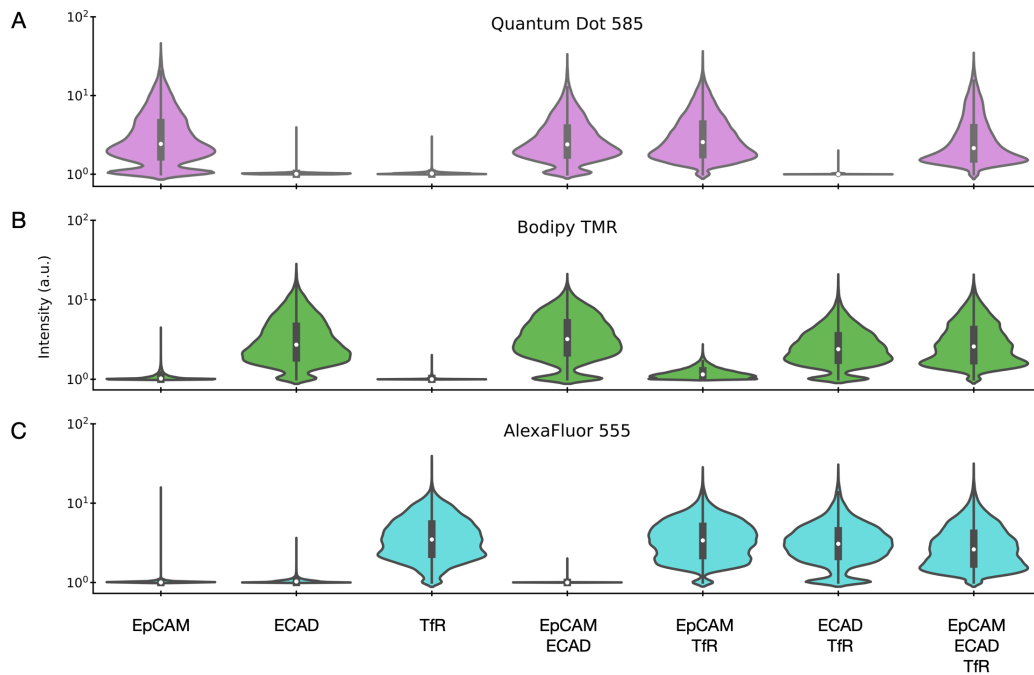 A
Quantum Dot 585
10²
10¹
10⁰
B
Bodipy TMR
10²
10¹
10⁰
Intensity (a.u.)
C
AlexaFluor 555
10²
10¹
10⁰
EpCAM ECAD TfR EpCAM EpCAM ECAD EpCAM
ECAD TfR TfR ECAD
TfR